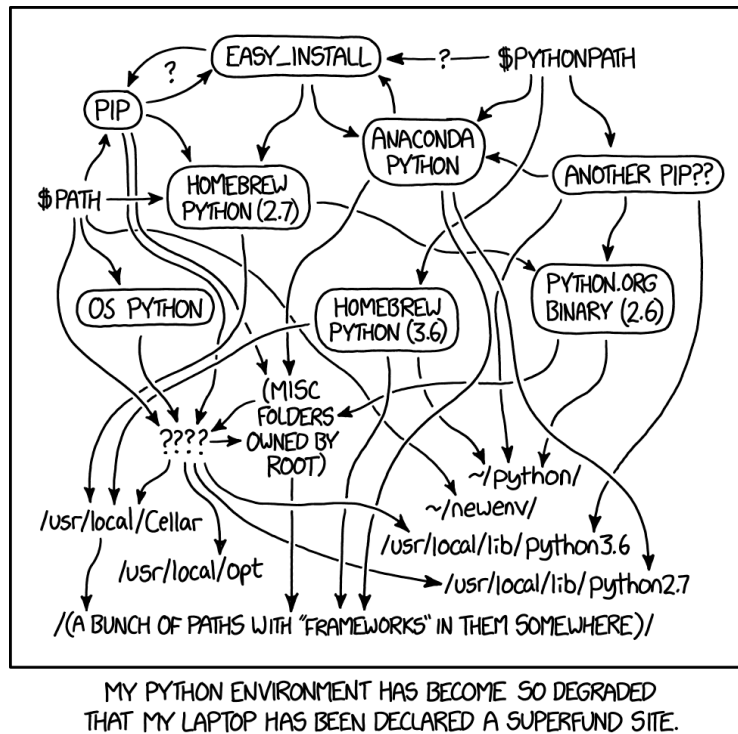 EASY_INSTALL
$PYTHONPATH
?
?
PIP
ANACONDA
PYTHON
ANOTHER PIP??
HOMEBREW
PYTHON (2.7)
$PATH
OS PYTHON
HOMEBREW
PYTHON (3.6)
PYTHON.ORG
BINARY (2.6)
(MISC
FOLDERS
OWNED BY
ROOT)
????
~/python/
~/newenv/
/usr/local/Cellar
/usr/local/lib/python3.6
/usr/local/opt
/usr/local/lib/python2.7
/(A BUNCH OF PATHS WITH "FRAMEWORKS" IN THEM SOMEWHERE)/
MY PYTHON ENVIRONMENT HAS BECOME SO DEGRADED
THAT MY LAPTOP HAS BEEN DECLARED A SUPERFUND SITE.